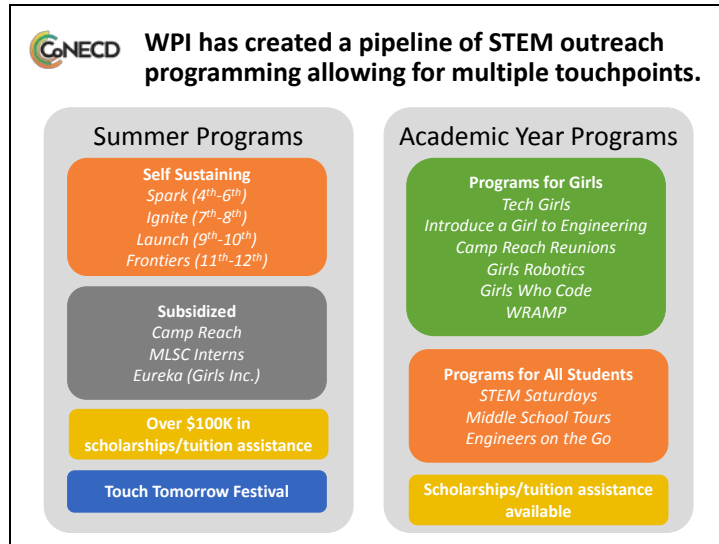 CoNECD
WPI has created a pipeline of STEM outreach
programming allowing for multiple touchpoints.
Summer Programs
Self Sustaining
Spark (4th-6th)
Ignite (7th-8th)
Launch (9th-10th)
Frontiers (11th-12th)
Subsidized
Camp Reach
MLSC Interns
Eureka (Girls Inc.)
Over $100K in
scholarships/tuition assistance
Touch Tomorrow Festival
Academic Year Programs
Programs for Girls
Tech Girls
Introduce a Girl to Engineering
Camp Reach Reunions
Girls Robotics
Girls Who Code
WRAMP
Programs for All Students
STEM Saturdays
Middle School Tours
Engineers on the Go
Scholarships/tuition assistance
available